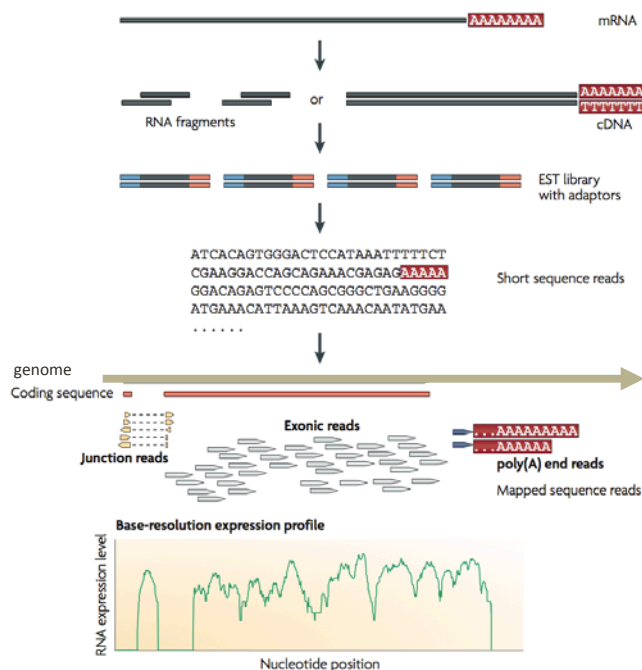 AAAAAAAA mRNA
or
AAAAAAA
TTTTTTT
RNA fragments
cDNA
EST library
with adaptors
ATCACAGTGGGACTCCATAAATTTTTCT
CGAAGGACCAGCAGAAACGAGAGAAAAA
GGACAGAGTCCCCAGCGGGCTGAAGGGG
ATGAAACATTAAAGTCAAACAATATGAA
......
Short sequence reads
genome
Coding sequence
Junction reads
Exonic reads
...AAAAAAAAA
...AAAAAA
poly(A) end reads
Mapped sequence reads
Base-resolution expression profile
RNA expression level
Nucleotide position